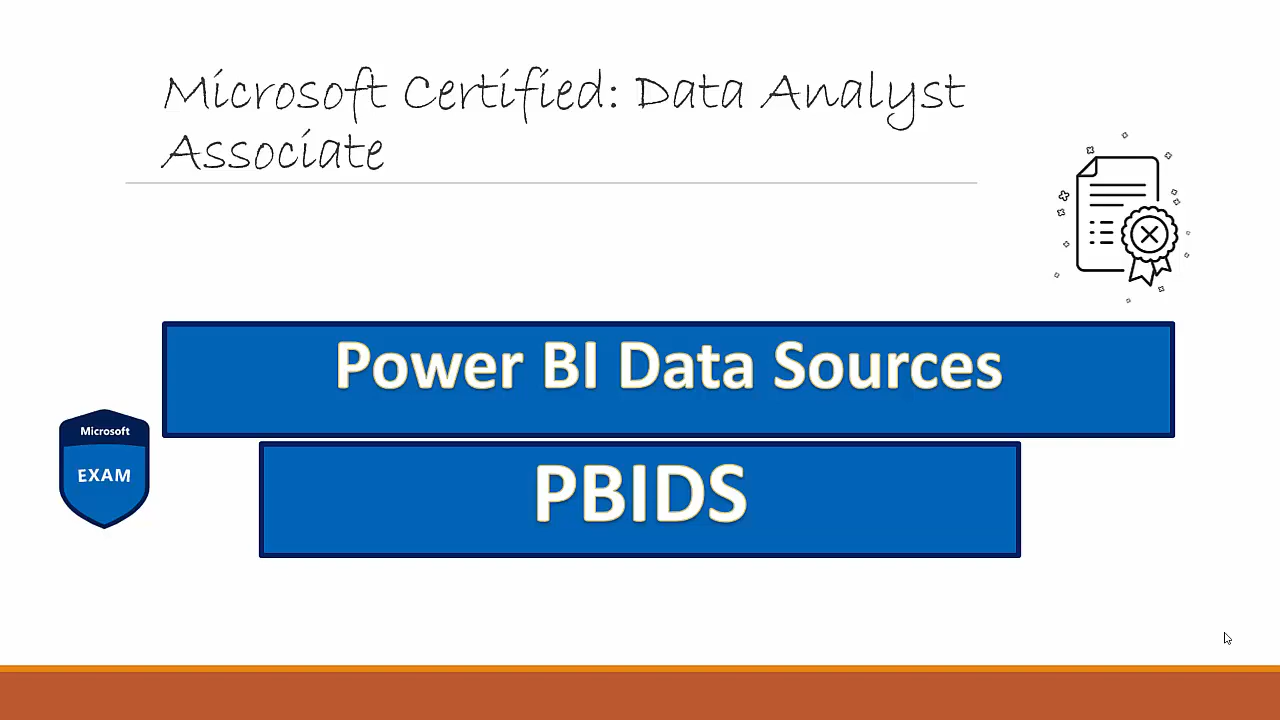 Microsoft Certified: Data Analyst
Associate
Power BI Data Sources
Microsoft
EXAM
PBIDS